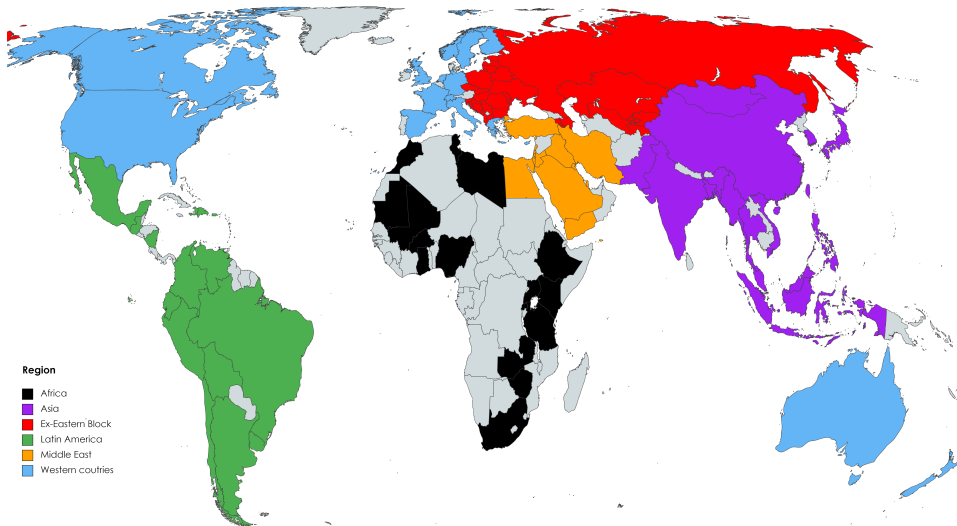 Region
Africa
Asia
Ex-Eastern Block
Latin America
Middle East
Western coutries